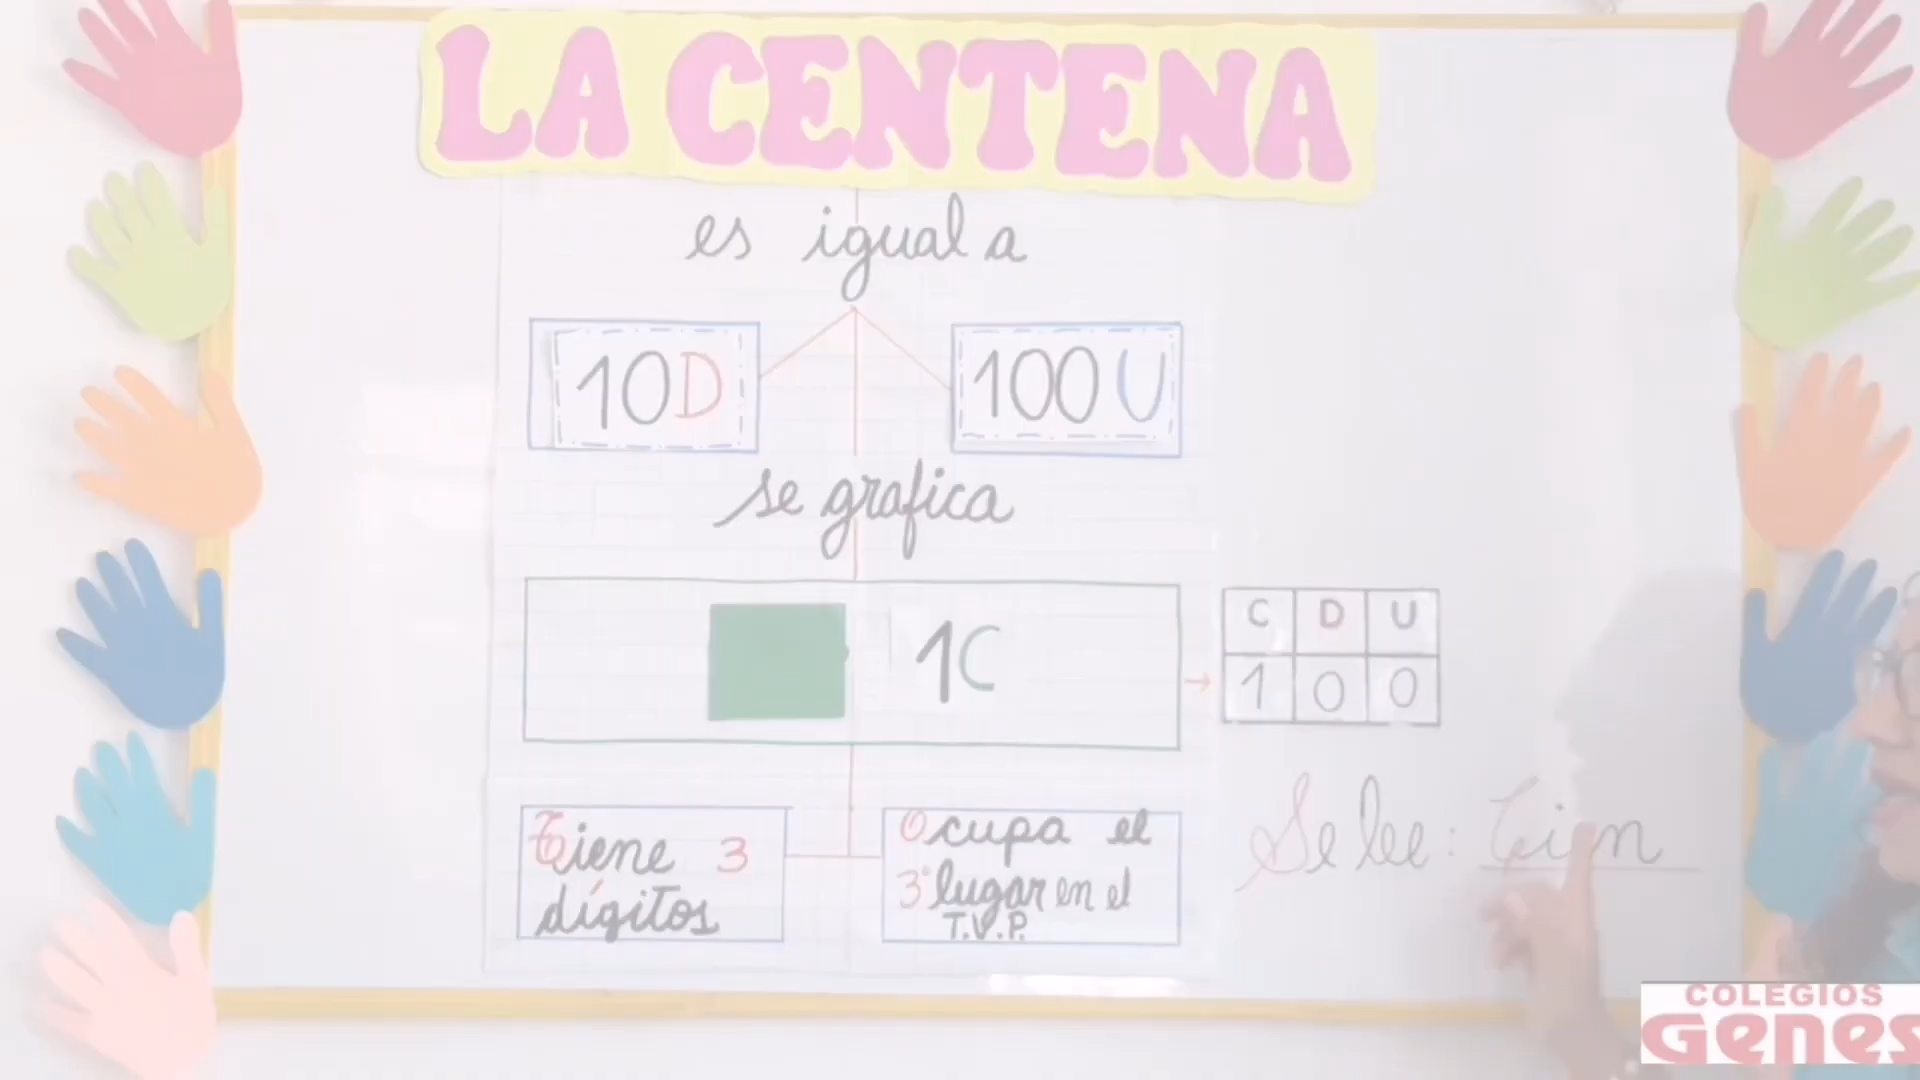 LA CENTENA
es igual a
10D
100U
se grafica
1C
C D U
1 0 0
Tiene 3
dígitos
Ocupa el
3° lugar en el
T.V.P.
Se lee:
COLEGIOS
Genes